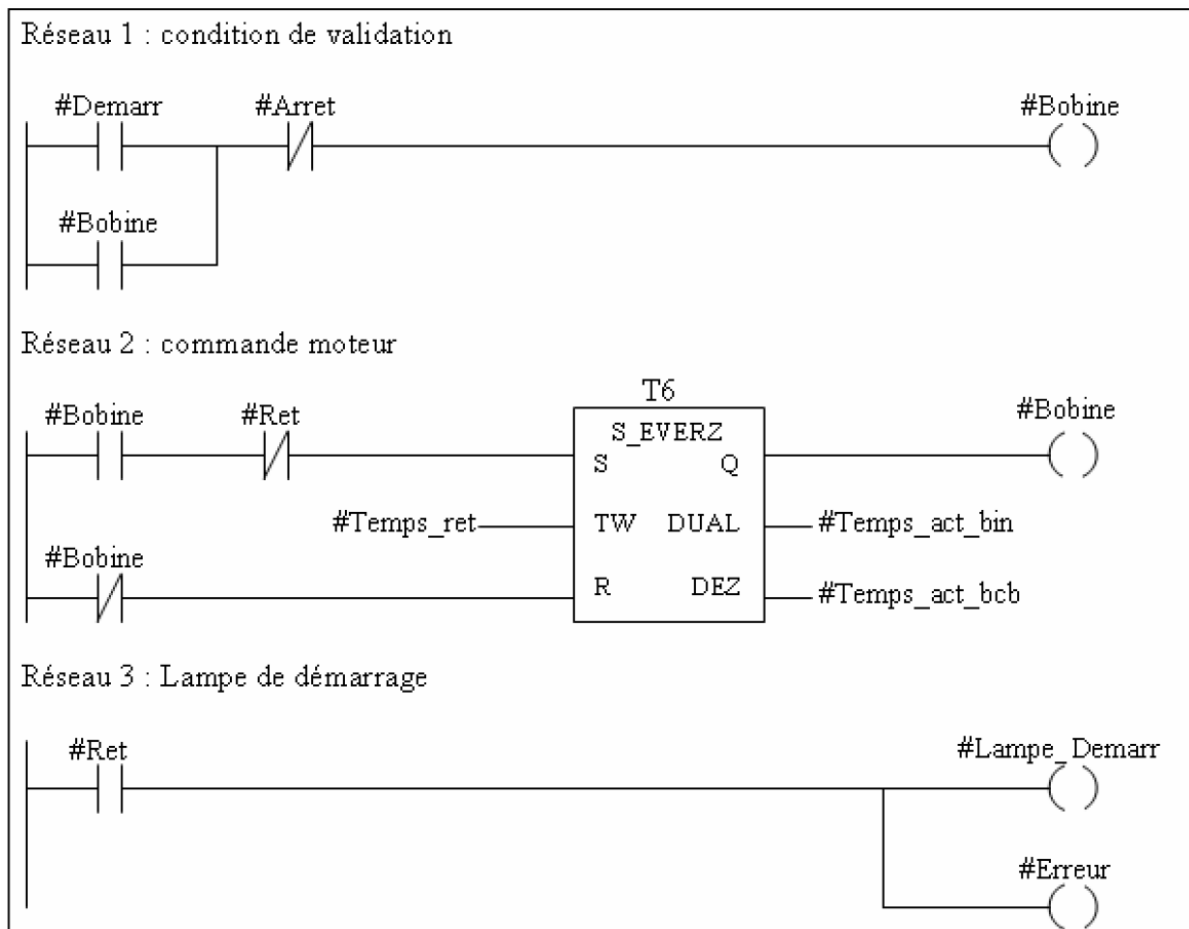 Réseau 1 : condition de validation
#Demarr #Arret #Bobine
#Bobine
Réseau 2 : commande moteur
T6
#Bobine #Ret #Bobine
S_EVERZ
S Q
#Temps_ret TW DUAL #Temps_act_bin
#Bobine
R DEZ #Temps_act_bcb
Réseau 3 : Lampe de démarrage
#Ret #Lampe_Demarr
#Erreur